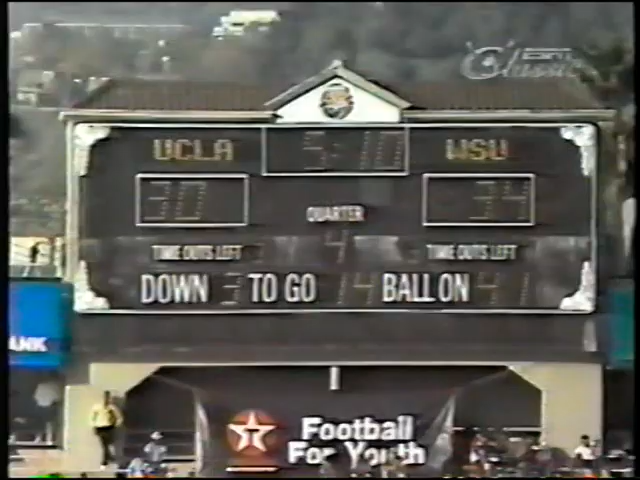 ESPN
Classic
UCLA 5:10 WSU
30 34
QUARTER
TIME OUTS LEFT 4 TIME OUTS LEFT
DOWN 3 TO GO 14 BALL ON 41
ANK
Football
For Youth